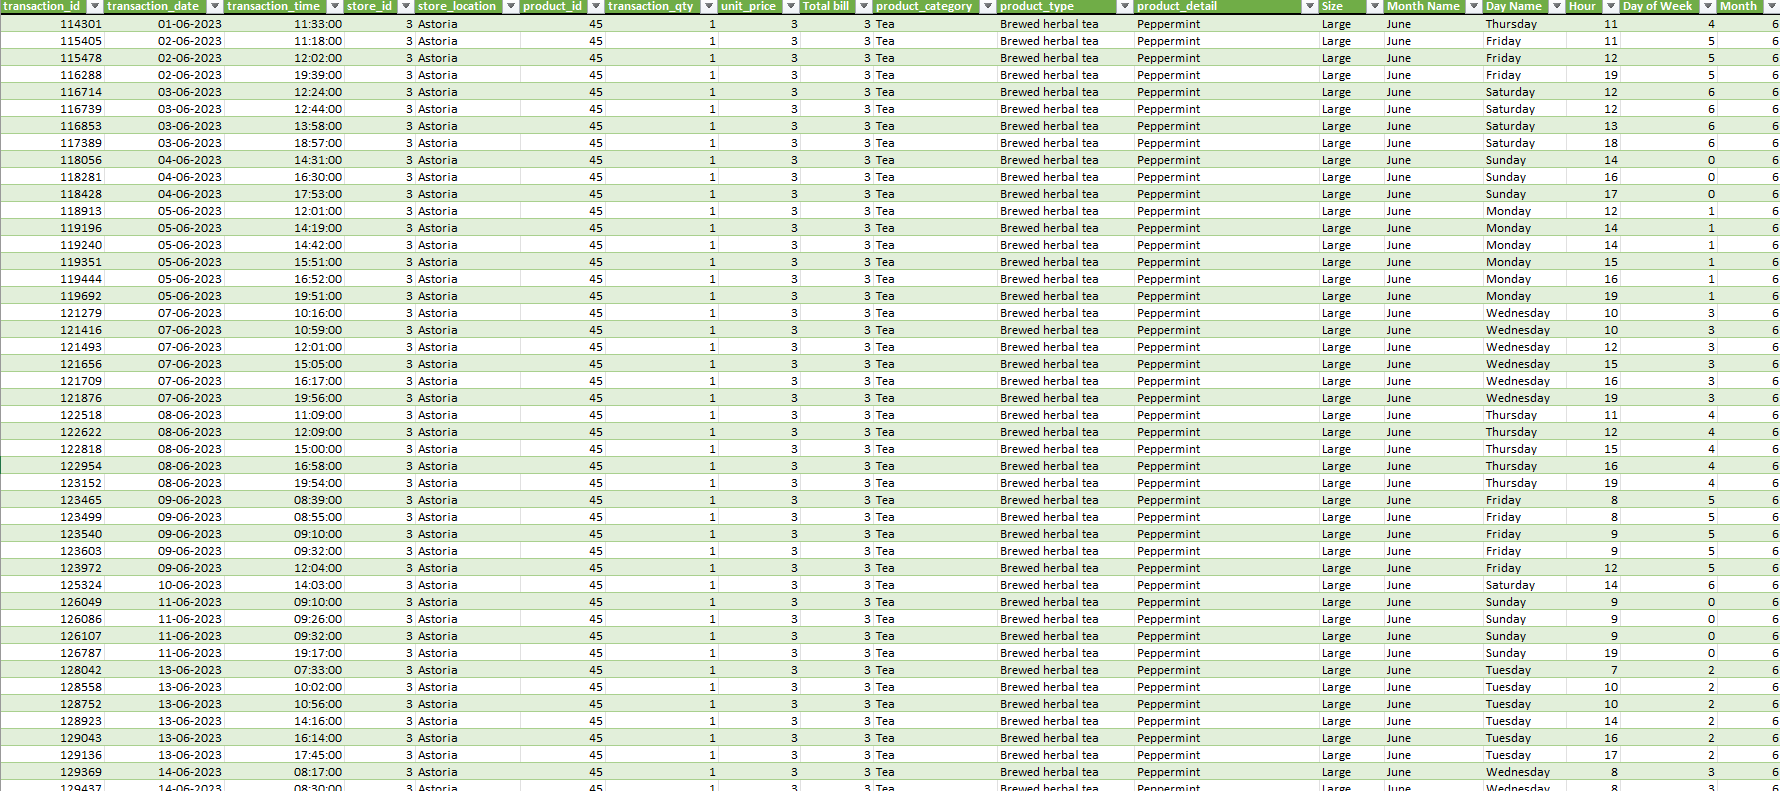 transaction_id transaction_date transaction_time store_id store_location product_id transaction_qty unit_price Total bill product_category product_type product_detail Size Month Name Day Name Hour Day of Week Month
114301 01-06-2023 11:33:00 3 Astoria 45 1 3 3 Tea Brewed herbal tea Peppermint Large June Thursday 11 4 6
115405 02-06-2023 11:18:00 3 Astoria 45 1 3 3 Tea Brewed herbal tea Peppermint Large June Friday 11 5 6
115478 02-06-2023 12:02:00 3 Astoria 45 1 3 3 Tea Brewed herbal tea Peppermint Large June Friday 12 5 6
116288 02-06-2023 19:39:00 3 Astoria 45 1 3 3 Tea Brewed herbal tea Peppermint Large June Friday 19 5 6
116714 03-06-2023 12:24:00 3 Astoria 45 1 3 3 Tea Brewed herbal tea Peppermint Large June Saturday 12 6 6
116739 03-06-2023 12:44:00 3 Astoria 45 1 3 3 Tea Brewed herbal tea Peppermint Large June Saturday 12 6 6
116853 03-06-2023 13:58:00 3 Astoria 45 1 3 3 Tea Brewed herbal tea Peppermint Large June Saturday 13 6 6
117389 03-06-2023 18:57:00 3 Astoria 45 1 3 3 Tea Brewed herbal tea Peppermint Large June Saturday 18 6 6
118056 04-06-2023 14:31:00 3 Astoria 45 1 3 3 Tea Brewed herbal tea Peppermint Large June Sunday 14 0 6
118281 04-06-2023 16:30:00 3 Astoria 45 1 3 3 Tea Brewed herbal tea Peppermint Large June Sunday 16 0 6
118428 04-06-2023 17:53:00 3 Astoria 45 1 3 3 Tea Brewed herbal tea Peppermint Large June Sunday 17 0 6
118913 05-06-2023 12:01:00 3 Astoria 45 1 3 3 Tea Brewed herbal tea Peppermint Large June Monday 12 1 6
119196 05-06-2023 14:19:00 3 Astoria 45 1 3 3 Tea Brewed herbal tea Peppermint Large June Monday 14 1 6
119240 05-06-2023 14:42:00 3 Astoria 45 1 3 3 Tea Brewed herbal tea Peppermint Large June Monday 14 1 6
119351 05-06-2023 15:51:00 3 Astoria 45 1 3 3 Tea Brewed herbal tea Peppermint Large June Monday 15 1 6
119444 05-06-2023 16:52:00 3 Astoria 45 1 3 3 Tea Brewed herbal tea Peppermint Large June Monday 16 1 6
119692 05-06-2023 19:51:00 3 Astoria 45 1 3 3 Tea Brewed herbal tea Peppermint Large June Monday 19 1 6
121279 07-06-2023 10:16:00 3 Astoria 45 1 3 3 Tea Brewed herbal tea Peppermint Large June Wednesday 10 3 6
121416 07-06-2023 10:59:00 3 Astoria 45 1 3 3 Tea Brewed herbal tea Peppermint Large June Wednesday 10 3 6
121493 07-06-2023 12:01:00 3 Astoria 45 1 3 3 Tea Brewed herbal tea Peppermint Large June Wednesday 12 3 6
121656 07-06-2023 15:05:00 3 Astoria 45 1 3 3 Tea Brewed herbal tea Peppermint Large June Wednesday 15 3 6
121709 07-06-2023 16:17:00 3 Astoria 45 1 3 3 Tea Brewed herbal tea Peppermint Large June Wednesday 16 3 6
121876 07-06-2023 19:56:00 3 Astoria 45 1 3 3 Tea Brewed herbal tea Peppermint Large June Wednesday 19 3 6
122518 08-06-2023 11:09:00 3 Astoria 45 1 3 3 Tea Brewed herbal tea Peppermint Large June Thursday 11 4 6
122622 08-06-2023 12:09:00 3 Astoria 45 1 3 3 Tea Brewed herbal tea Peppermint Large June Thursday 12 4 6
122818 08-06-2023 15:00:00 3 Astoria 45 1 3 3 Tea Brewed herbal tea Peppermint Large June Thursday 15 4 6
122954 08-06-2023 16:58:00 3 Astoria 45 1 3 3 Tea Brewed herbal tea Peppermint Large June Thursday 16 4 6
123152 08-06-2023 19:54:00 3 Astoria 45 1 3 3 Tea Brewed herbal tea Peppermint Large June Thursday 19 4 6
123465 09-06-2023 08:39:00 3 Astoria 45 1 3 3 Tea Brewed herbal tea Peppermint Large June Friday 8 5 6
123499 09-06-2023 08:55:00 3 Astoria 45 1 3 3 Tea Brewed herbal tea Peppermint Large June Friday 8 5 6
123540 09-06-2023 09:10:00 3 Astoria 45 1 3 3 Tea Brewed herbal tea Peppermint Large June Friday 9 5 6
123603 09-06-2023 09:32:00 3 Astoria 45 1 3 3 Tea Brewed herbal tea Peppermint Large June Friday 9 5 6
123972 09-06-2023 12:04:00 3 Astoria 45 1 3 3 Tea Brewed herbal tea Peppermint Large June Friday 12 5 6
125324 10-06-2023 14:03:00 3 Astoria 45 1 3 3 Tea Brewed herbal tea Peppermint Large June Saturday 14 6 6
126049 11-06-2023 09:10:00 3 Astoria 45 1 3 3 Tea Brewed herbal tea Peppermint Large June Sunday 9 0 6
126086 11-06-2023 09:26:00 3 Astoria 45 1 3 3 Tea Brewed herbal tea Peppermint Large June Sunday 9 0 6
126107 11-06-2023 09:32:00 3 Astoria 45 1 3 3 Tea Brewed herbal tea Peppermint Large June Sunday 9 0 6
126787 11-06-2023 19:17:00 3 Astoria 45 1 3 3 Tea Brewed herbal tea Peppermint Large June Sunday 19 0 6
128042 13-06-2023 07:33:00 3 Astoria 45 1 3 3 Tea Brewed herbal tea Peppermint Large June Tuesday 7 2 6
128558 13-06-2023 10:02:00 3 Astoria 45 1 3 3 Tea Brewed herbal tea Peppermint Large June Tuesday 10 2 6
128752 13-06-2023 10:56:00 3 Astoria 45 1 3 3 Tea Brewed herbal tea Peppermint Large June Tuesday 10 2 6
128923 13-06-2023 14:16:00 3 Astoria 45 1 3 3 Tea Brewed herbal tea Peppermint Large June Tuesday 14 2 6
129043 13-06-2023 16:14:00 3 Astoria 45 1 3 3 Tea Brewed herbal tea Peppermint Large June Tuesday 16 2 6
129136 13-06-2023 17:45:00 3 Astoria 45 1 3 3 Tea Brewed herbal tea Peppermint Large June Tuesday 17 2 6
129369 14-06-2023 08:17:00 3 Astoria 45 1 3 3 Tea Brewed herbal tea Peppermint Large June Wednesday 8 3 6
129437 14-06-2023 08:30:00 3 Astoria 45 1 3 3 Tea Brewed herbal tea Peppermint Large June Wednesday 8 3 6